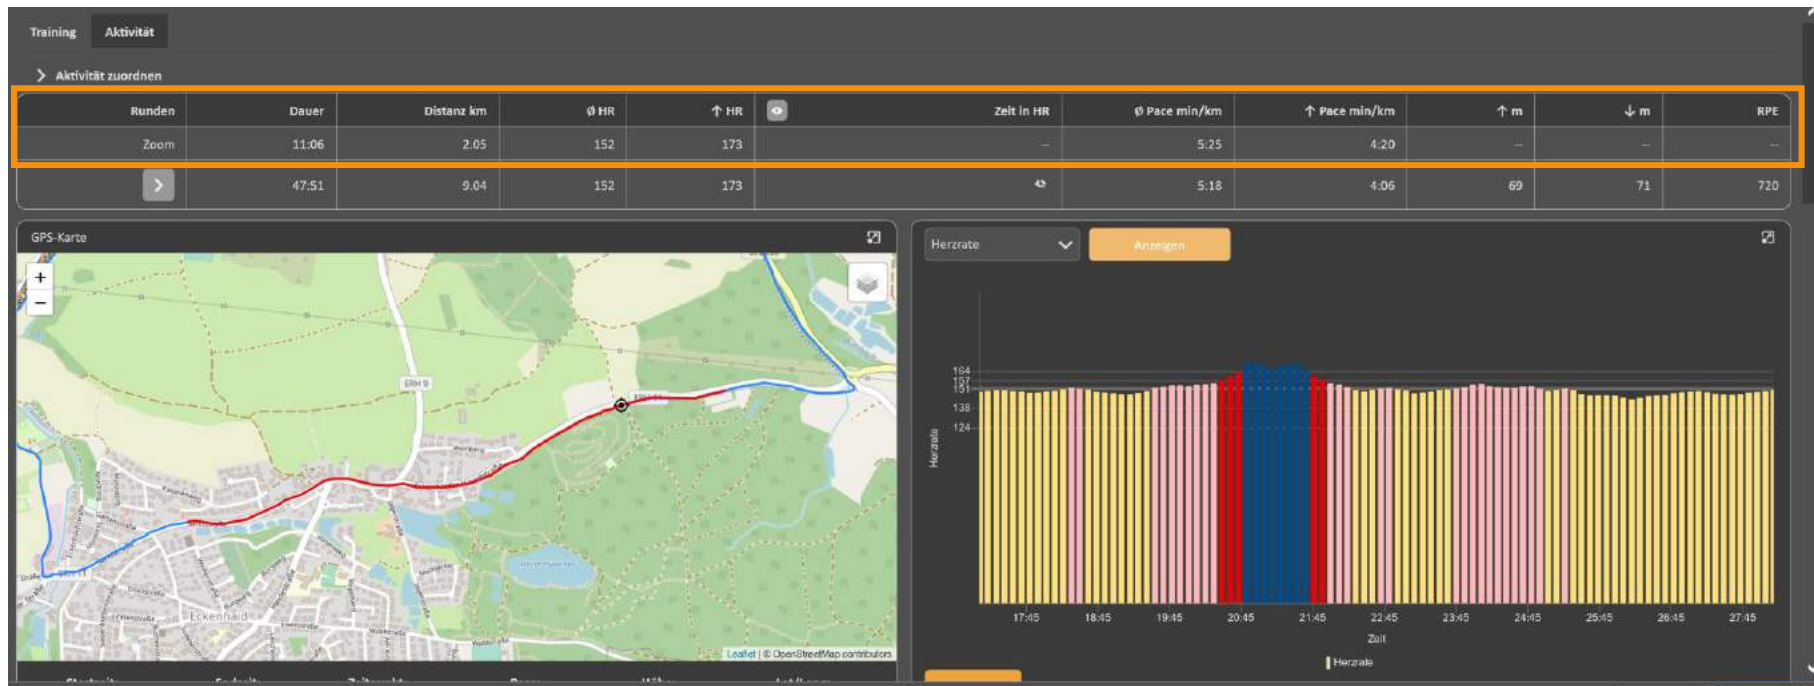 Training Aktivität
Aktivität zuordnen
Runden Dauer Distanz km Ø HR ↑ HR Zeit in HR Ø Pace min/km ↑ Pace min/km ↑ m ↓ m RPE
Zoom 11:06 2.05 152 173 -- 5:25 4:20 -- -- --
47:51 9.04 152 173 5:18 4:06 69 71 720
GPS-Karte
Herzrate Anzeigen
+
−
ERH 9
Eckenhaid
Leaflet | © OpenStreetMap contributors
164
157
151
138
124
Herzrate
17:45 18:45 19:45 20:45 21:45 22:45 23:45 24:45 25:45 26:45 27:45
Zeit
Herzrate